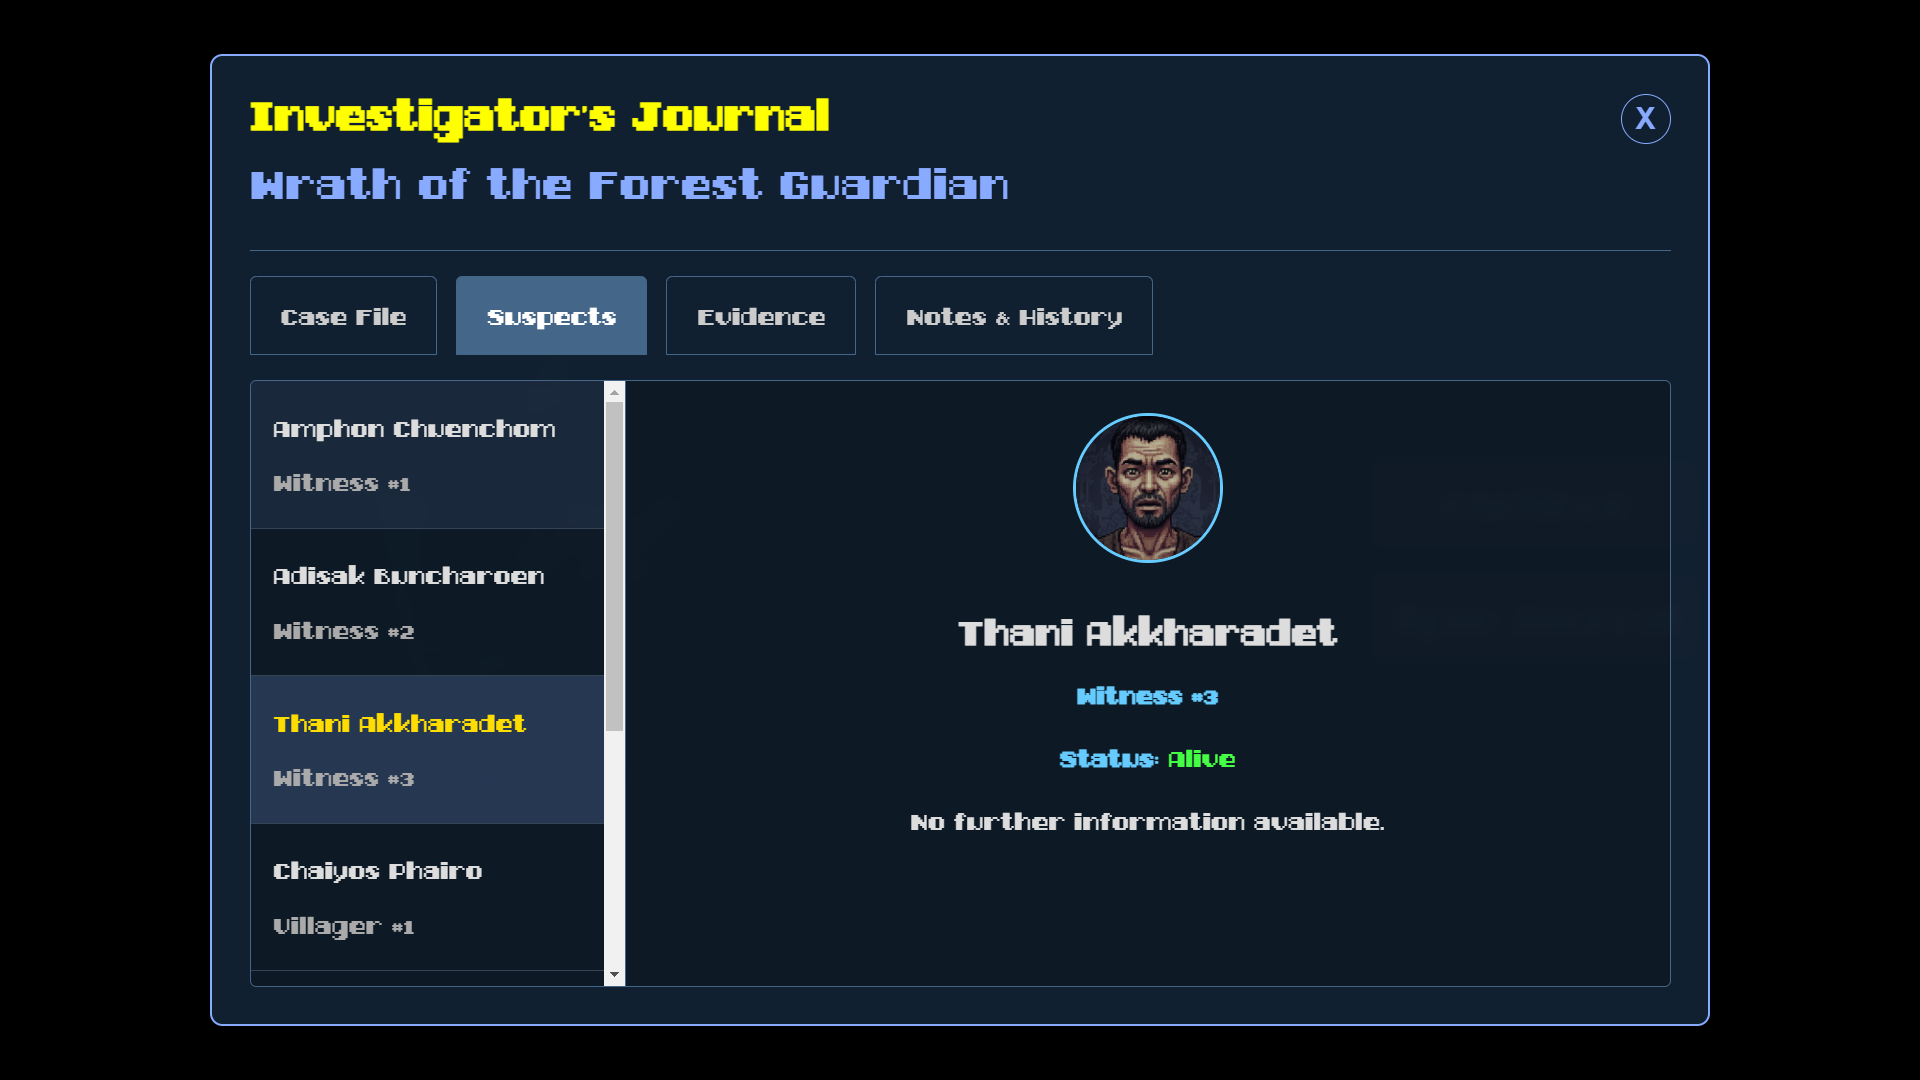 Investigator's Journal
X
Wrath of the Forest Guardian
Case File
Suspects
Evidence
Notes & History
Amphon Chuenchom
Witness #1
Adisak Buncharoen
Witness #2
Thani Akkharadet
Witness #3
Chaiyos Phairo
Villager #1
Thani Akkharadet
Witness #3
Status: Alive
No further information available.